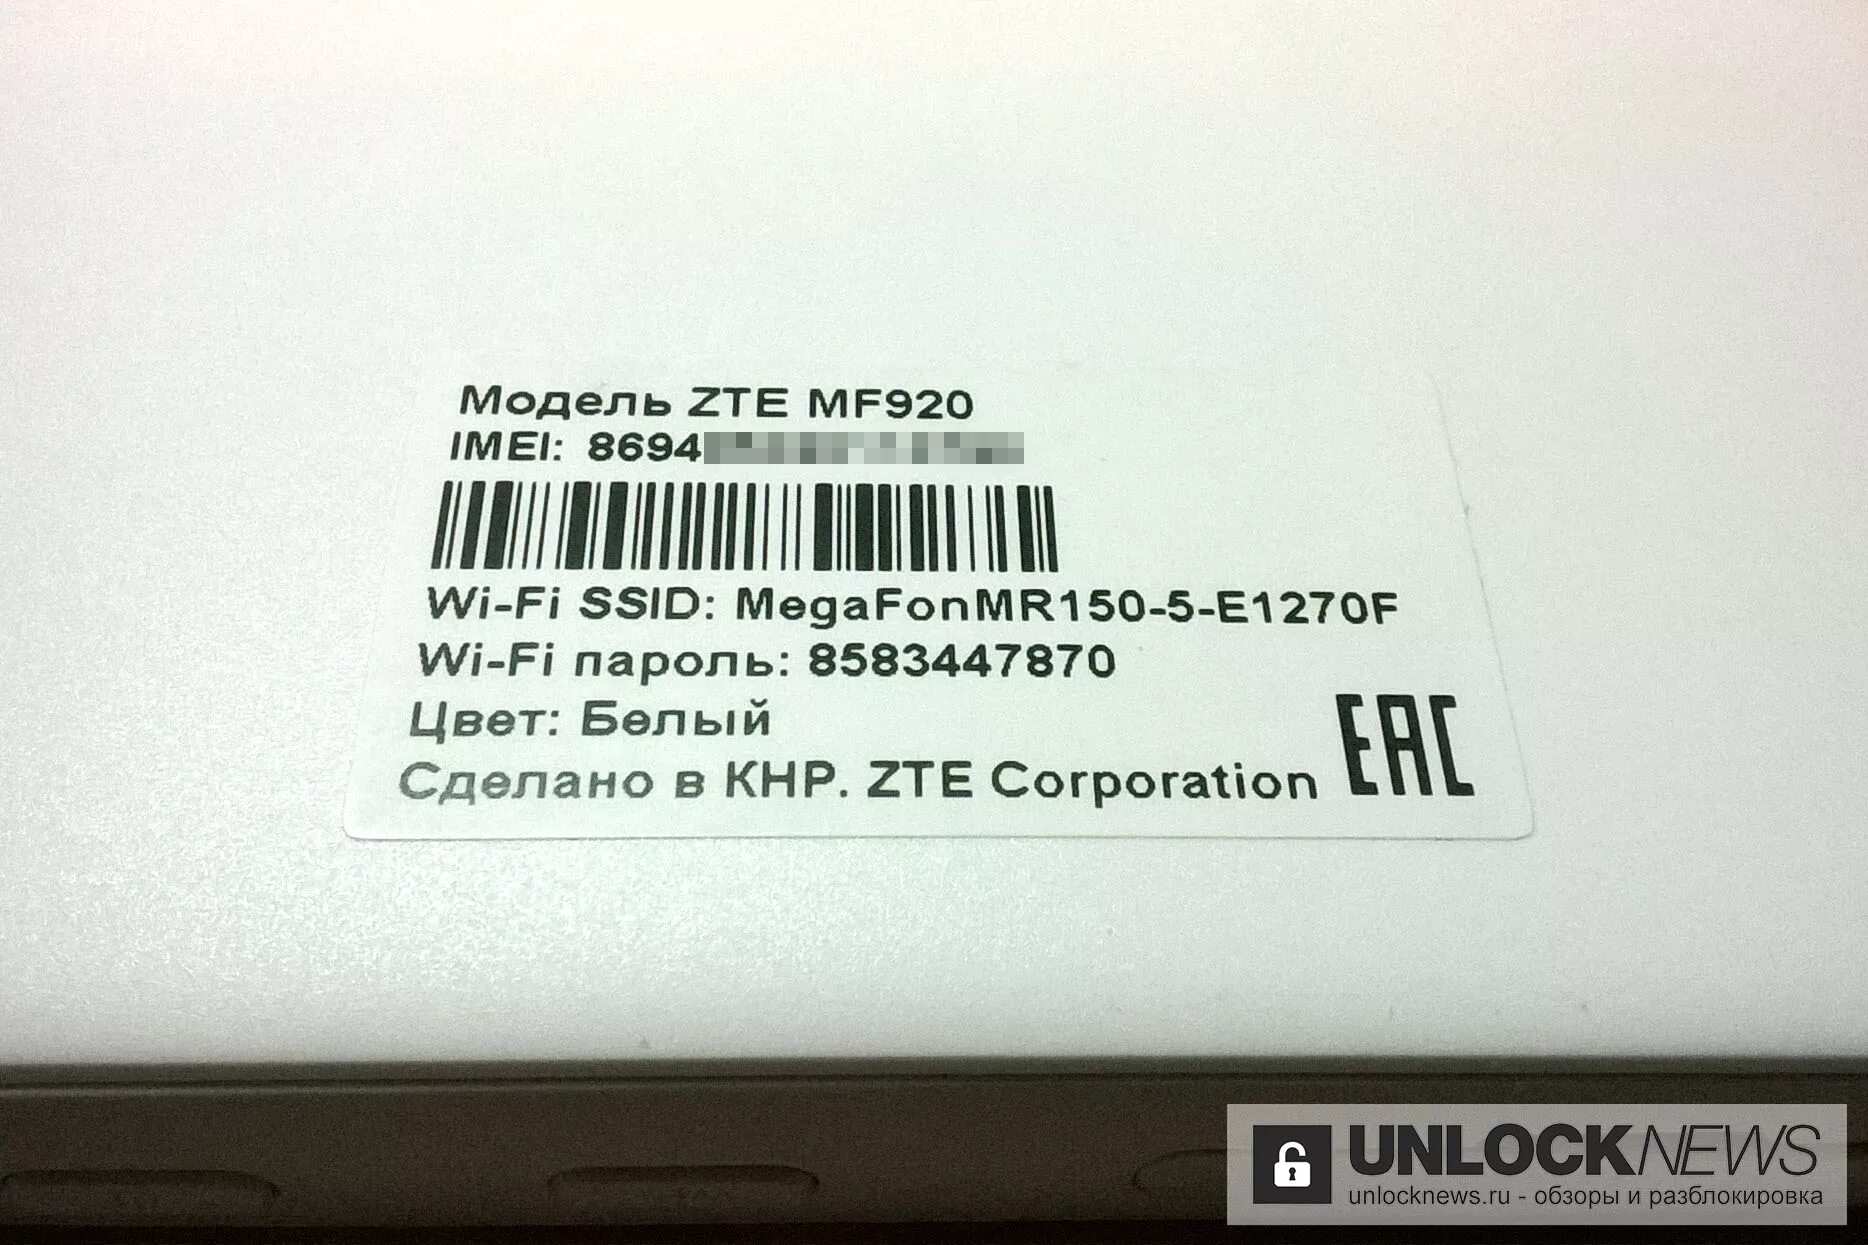 Модель ZTE MF920
IMEI: 8694
Wi-Fi SSID: MegaFonMR150-5-E1270F
Wi-Fi пароль: 8583447870
Цвет: Белый
Сделано в КНР. ZTE Corporation
EAC
UNLOCKNEWS
unlocknews.ru - обзоры и разблокировка